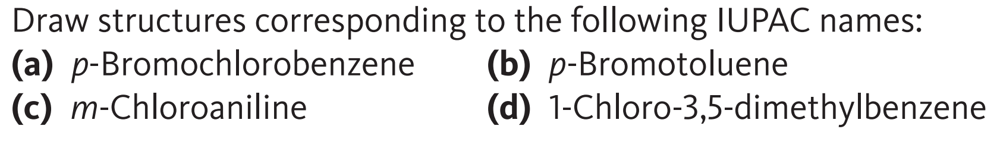 Draw structures corresponding to the following IUPAC names:
(a) p-Bromochlorobenzene (b) p-Bromotoluene
(c) m-Chloroaniline (d) 1-Chloro-3,5-dimethylbenzene